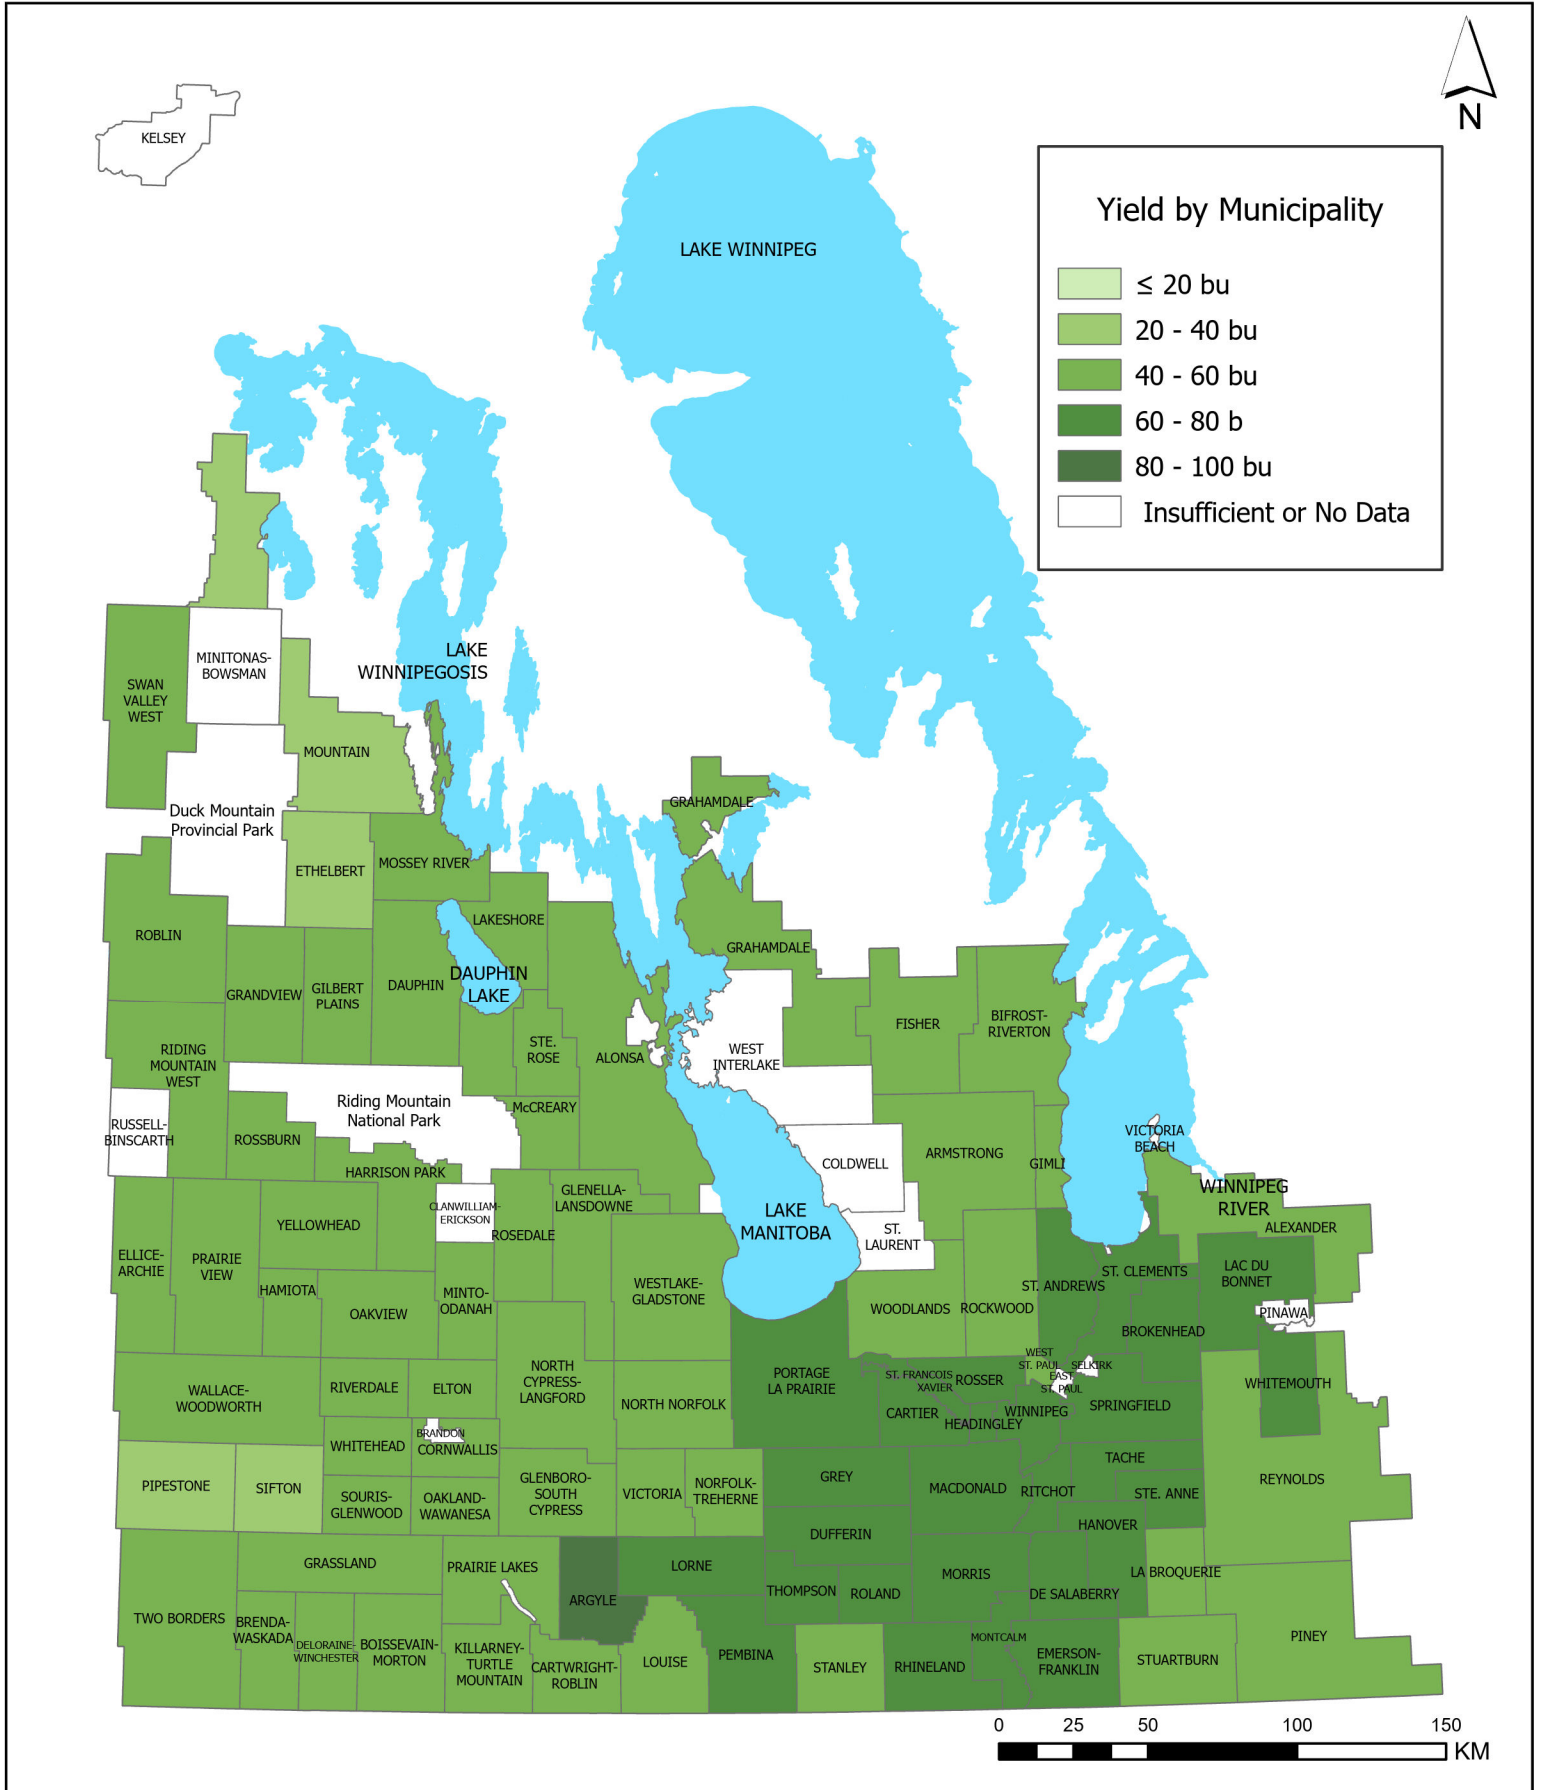 N
KELSEY
Yield by Municipality
≤ 20 bu
20 - 40 bu
40 - 60 bu
60 - 80 b
80 - 100 bu
Insufficient or No Data
LAKE WINNIPEG
LAKE
WINNIPEGOSIS
MINITONAS-
BOWSMAN
SWAN
VALLEY
WEST
MOUNTAIN
Duck Mountain
Provincial Park
GRAHAMDALE
ETHELBERT
MOSSEY RIVER
ROBLIN
LAKESHORE
GRAHAMDALE
DAUPHIN
LAKE
GRANDVIEW
GILBERT
PLAINS
DAUPHIN
FISHER
BIFROST-
RIVERTON
RIDING
MOUNTAIN
WEST
STE.
ROSE
ALONSA
WEST
INTERLAKE
Riding Mountain
National Park
McCREARY
RUSSELL-
BINSCARTH
ROSSBURN
HARRISON PARK
COLDWELL
ARMSTRONG
GIMLI
VICTORIA
BEACH
WINNIPEG
RIVER
ALEXANDER
CLANWILLIAM-
ERICKSON
GLENELLA-
LANSDOWNE
YELLOWHEAD
ROSEDALE
LAKE
MANITOBA
ST.
LAURENT
ELLICE-
ARCHIE
PRAIRIE
VIEW
HAMIOTA
OAKVIEW
MINTO-
ODANAH
WESTLAKE-
GLADSTONE
WOODLANDS
ROCKWOOD
ST. ANDREWS
ST. CLEMENTS
LAC DU
BONNET
PINAWA
BROKENHEAD
WALLACE-
WOODWORTH
RIVERDALE
ELTON
NORTH
CYPRESS-
LANGFORD
NORTH NORFOLK
PORTAGE
LA PRAIRIE
ST. FRANCOIS
XAVIER
ROSSER
WEST
ST. PAUL
EAST
ST. PAUL
SELKIRK
WHITEMOUTH
CARTIER
HEADINGLEY
WINNIPEG
SPRINGFIELD
WHITEHEAD
BRANDON
CORNWALLIS
PIPESTONE
SIFTON
SOURIS-
GLENWOOD
OAKLAND-
WAWANESA
GLENBORO-
SOUTH
CYPRESS
VICTORIA
NORFOLK-
TREHERNE
GREY
MACDONALD
RITCHOT
TACHE
STE. ANNE
REYNOLDS
HANOVER
DUFFERIN
GRASSLAND
PRAIRIE LAKES
ARGYLE
LORNE
THOMPSON
ROLAND
MORRIS
DE SALABERRY
LA BROQUERIE
TWO BORDERS
BRENDA-
WASKADA
DELORAINE-
WINCHESTER
BOISSEVAIN-
MORTON
KILLARNEY-
TURTLE
MOUNTAIN
CARTWRIGHT-
ROBLIN
LOUISE
PEMBINA
STANLEY
RHINELAND
MONTCALM
EMERSON-
FRANKLIN
STUARTBURN
PINEY
0 25 50 100 150
KM